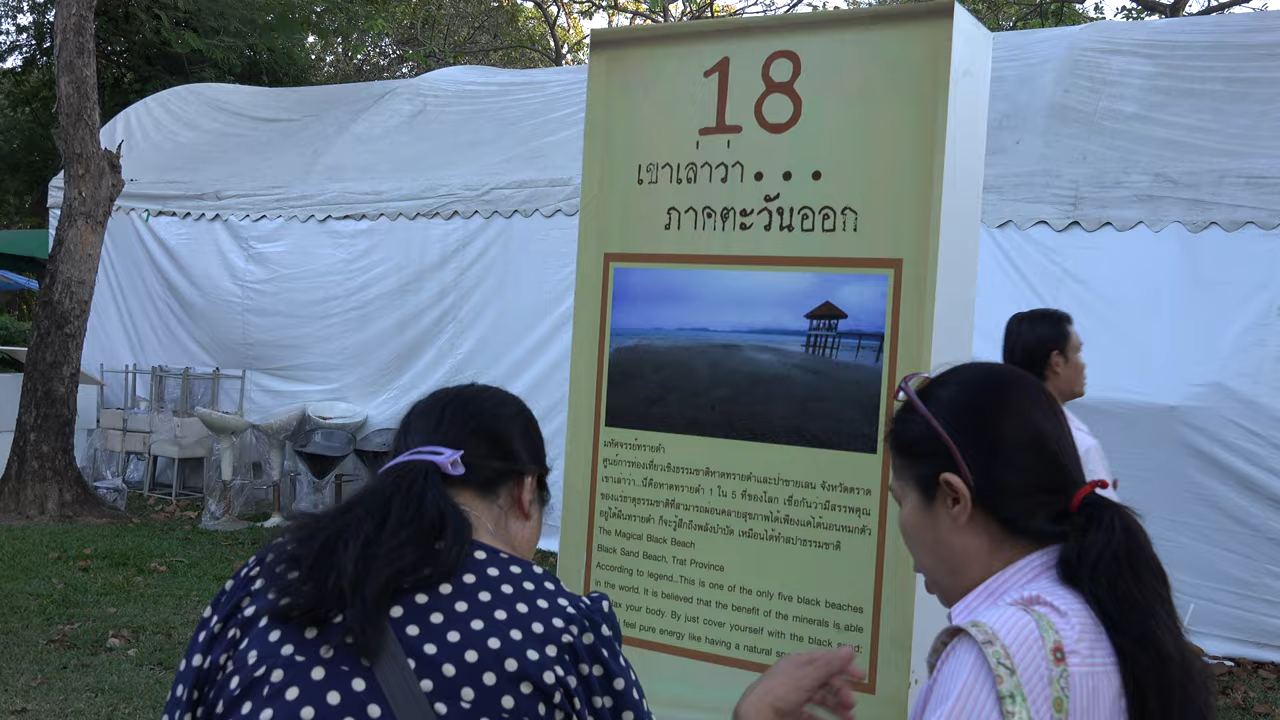 18
เขาเล่าว่า...
ภาคตะวันออก
มหัศจรรย์ทรายดำ
ศูนย์การท่องเที่ยวเชิงธรรมชาติหาดทรายดำและป่าชายเลน จังหวัดตราด
เขาเล่าว่า...นี่คือหาดทรายดำ 1 ใน 5 ที่ของโลก เชื่อกันว่ามีสรรพคุณ
ของแร่ธาตุธรรมชาติที่สามารถผ่อนคลายสุขภาพได้เพียงแค่ได้นอนหมกตัว
อยู่ใต้ผืนทรายดำ ก็จะรู้สึกถึงพลังบำบัด เหมือนได้ทำสปาธรรมชาติ
The Magical Black Beach
Black Sand Beach, Trat Province
According to legend...This is one of the only five black beaches
in the world. It is believed that the benefit of the minerals is able
your body. By just cover yourself with the black sand;
feel pure energy like having a natural